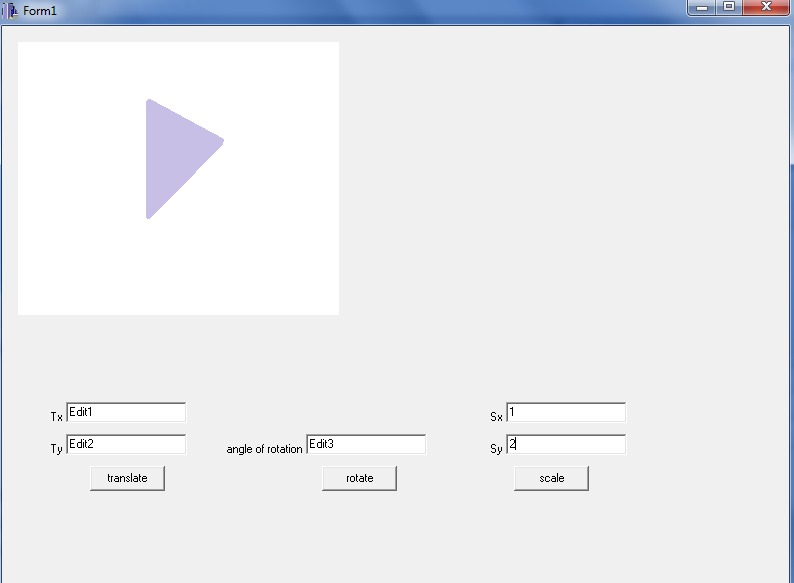 Form1
Tx Edit1
Sx 1
Ty Edit2
angle of rotation Edit3
Sy 2
translate
rotate
scale